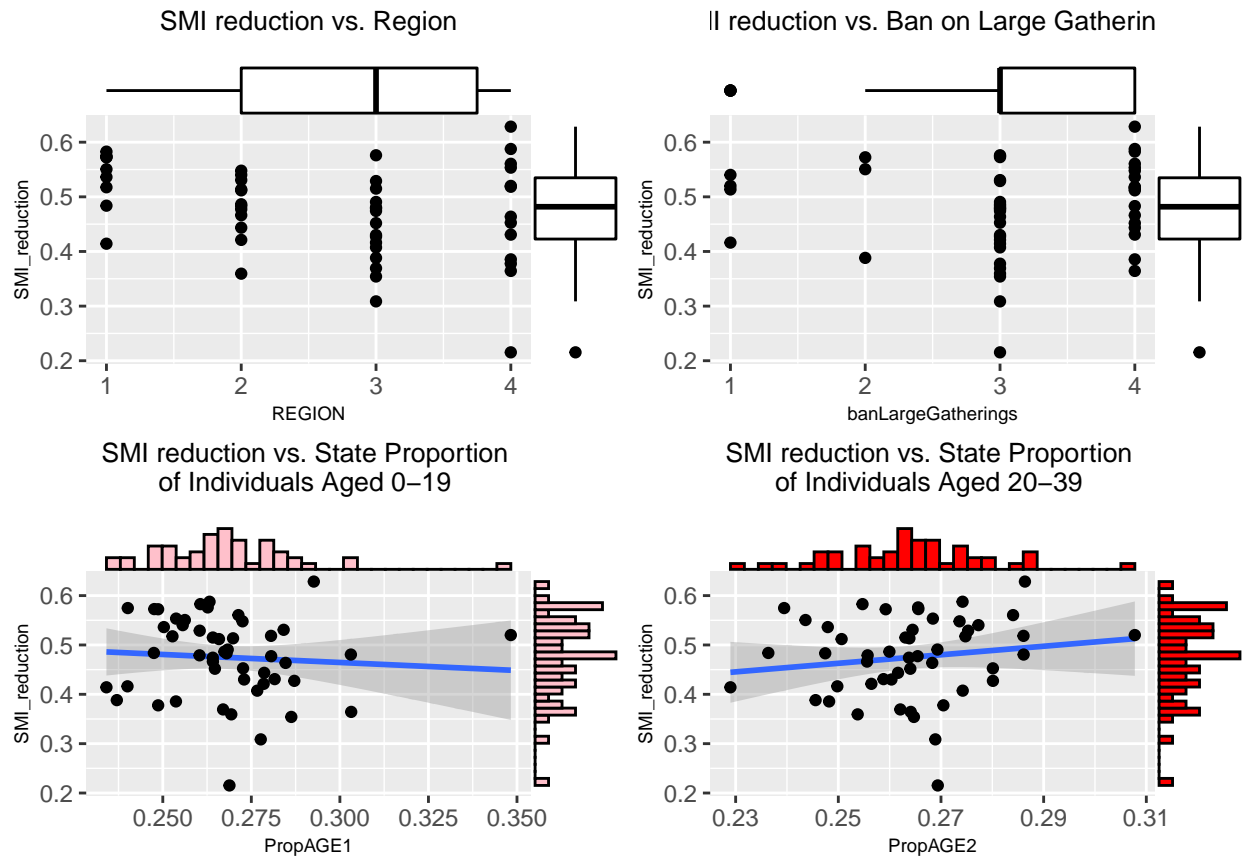 SMI reduction vs. Region
II reduction vs. Ban on Large Gatherin
0.6
0.5
0.4
0.3
0.2
SMI_reduction
1 2 3 4
REGION
0.6
0.5
0.4
0.3
0.2
SMI_reduction
1 2 3 4
banLargeGatherings
SMI reduction vs. State Proportion
of Individuals Aged 0−19
SMI reduction vs. State Proportion
of Individuals Aged 20−39
0.6
0.5
0.4
0.3
0.2
SMI_reduction
0.250 0.275 0.300 0.325 0.350
PropAGE1
0.6
0.5
0.4
0.3
0.2
SMI_reduction
0.23 0.25 0.27 0.29 0.31
PropAGE2